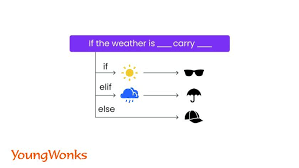 If the weather is ___ carry ___
if
elif
else
YoungWonks